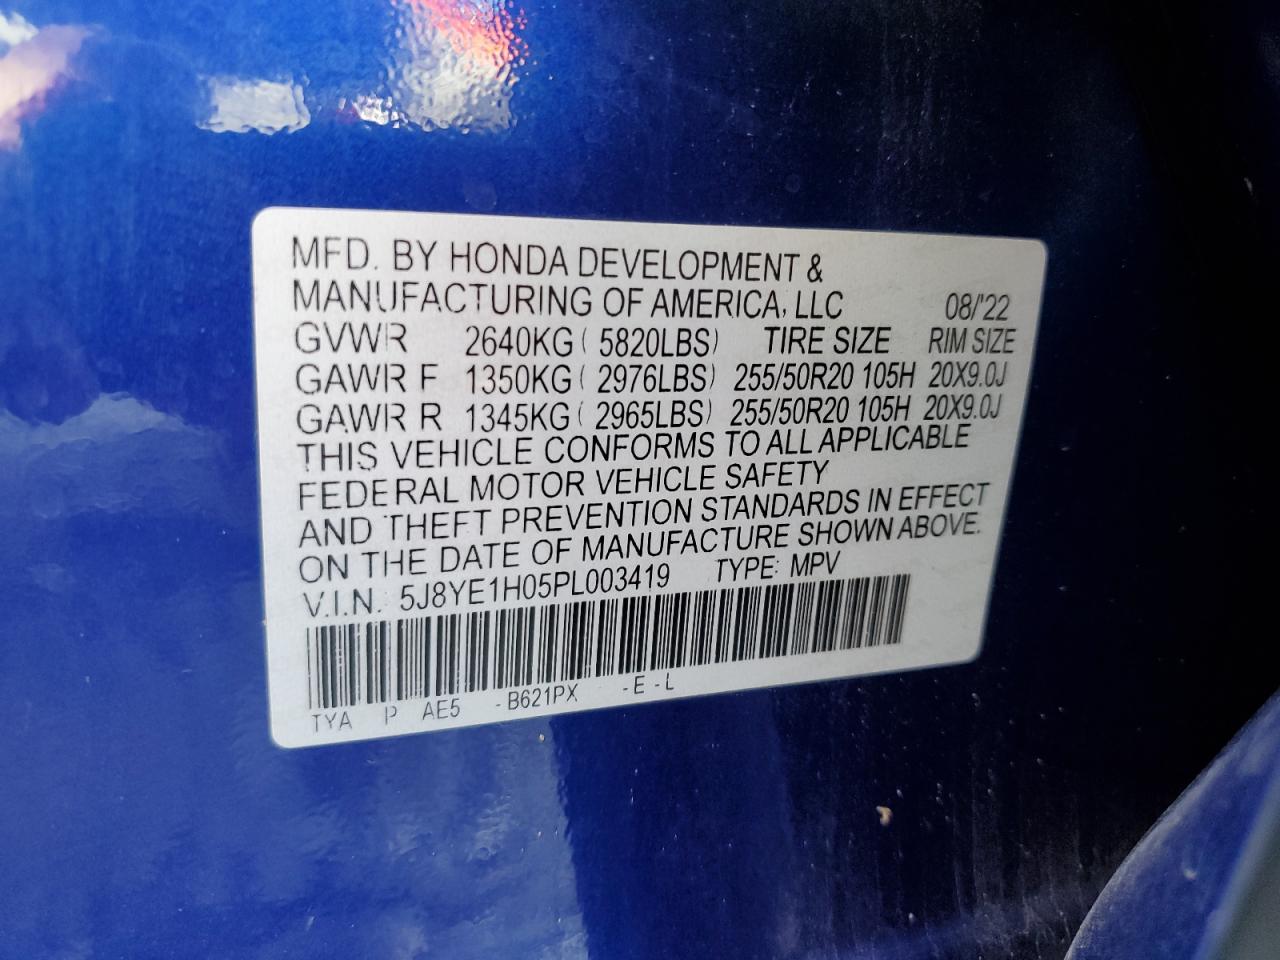 MFD. BY HONDA DEVELOPMENT &
MANUFACTURING OF AMERICA, LLC 08/'22
GVWR 2640KG ( 5820LBS) TIRE SIZE RIM SIZE
GAWR F 1350KG ( 2976LBS) 255/50R20 105H 20X9.0J
GAWR R 1345KG ( 2965LBS) 255/50R20 105H 20X9.0J
THIS VEHICLE CONFORMS TO ALL APPLICABLE
FEDERAL MOTOR VEHICLE SAFETY
AND THEFT PREVENTION STANDARDS IN EFFECT
ON THE DATE OF MANUFACTURE SHOWN ABOVE.
V.I.N. 5J8YE1H05PL003419 TYPE: MPV
TYA P AE5 -B621PX -E-L